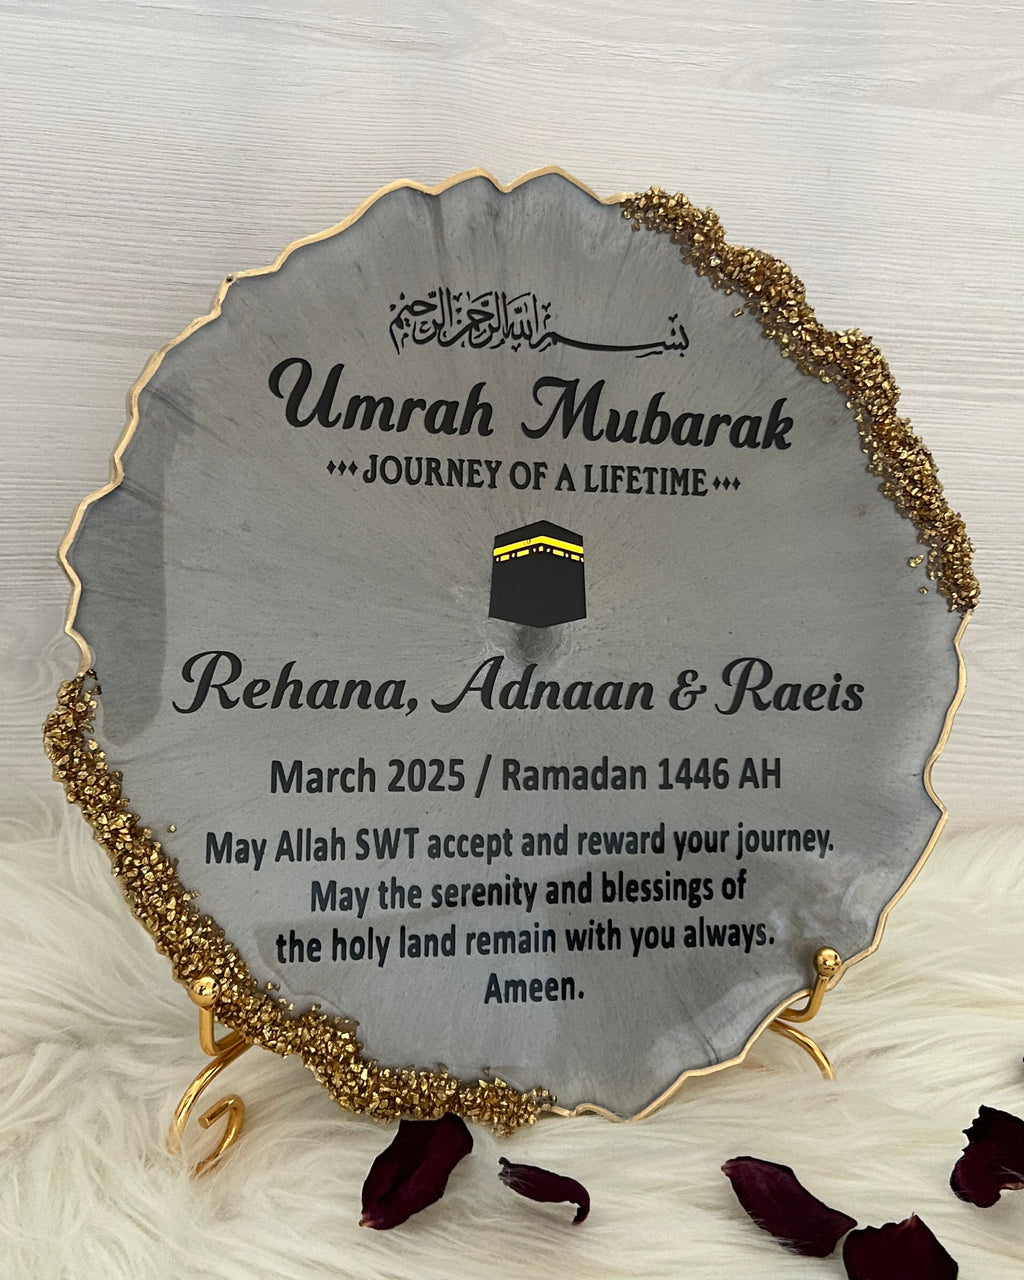 بسم الله الرحمن الرحيم
Umrah Mubarak
JOURNEY OF A LIFETIME
Rehana, Adnaan & Raeis
March 2025 / Ramadan 1446 AH
May Allah SWT accept and reward your journey.
May the serenity and blessings of
the holy land remain with you always.
Ameen.